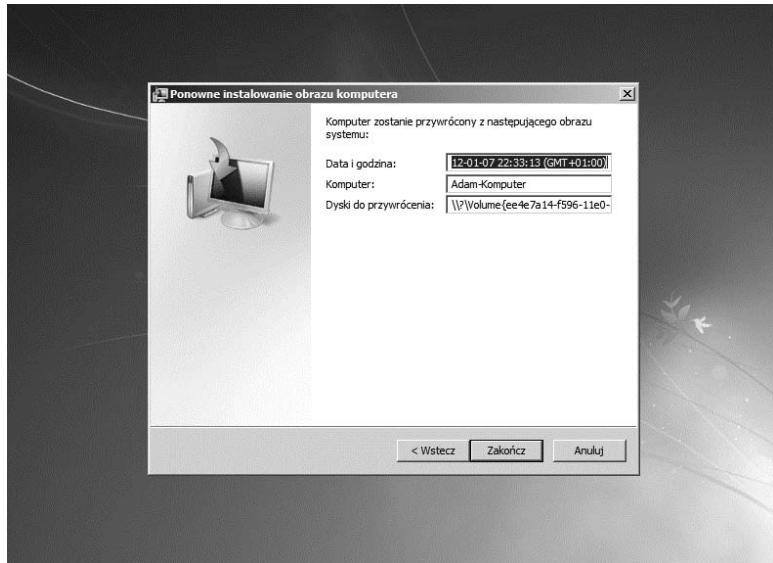 Ponowne instalowanie obrazu komputera
Komputer zostanie przywrócony z następującego obrazu
systemu:
Data i godzina: 12-01-07 22:33:13 (GMT+01:00)
Komputer: Adam-Komputer
Dyski do przywrócenia: \\?\Volume{ee4e7a14-f596-11e0-
< Wstecz Zakończ Anuluj